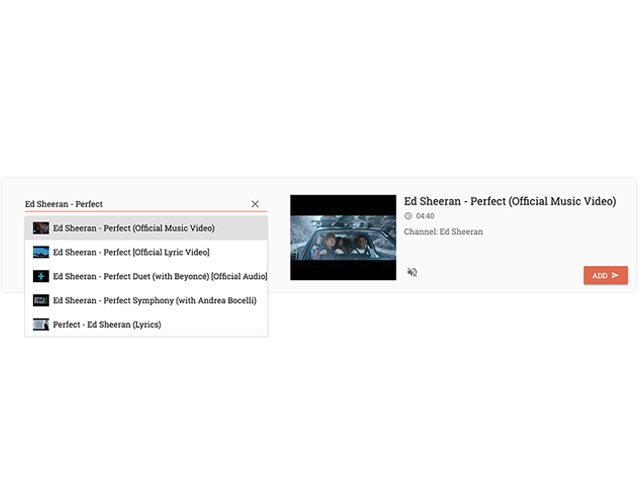 Ed Sheeran - Perfect
Ed Sheeran - Perfect (Official Music Video)
Ed Sheeran - Perfect [Official Lyric Video]
Ed Sheeran - Perfect Duet (with Beyoncé) [Official Audio]
Ed Sheeran - Perfect Symphony (with Andrea Bocelli)
Perfect - Ed Sheeran (Lyrics)
Ed Sheeran - Perfect (Official Music Video)
04:40
Channel: Ed Sheeran
ADD